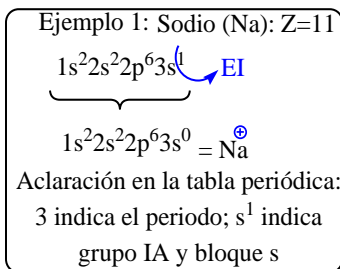 Ejemplo 1: Sodio (Na): Z=11
1s²2s²2p⁶3s¹ EI
1s²2s²2p⁶3s⁰ = Na⊕
Aclaración en la tabla periódica:
3 indica el periodo; s¹ indica
grupo IA y bloque s